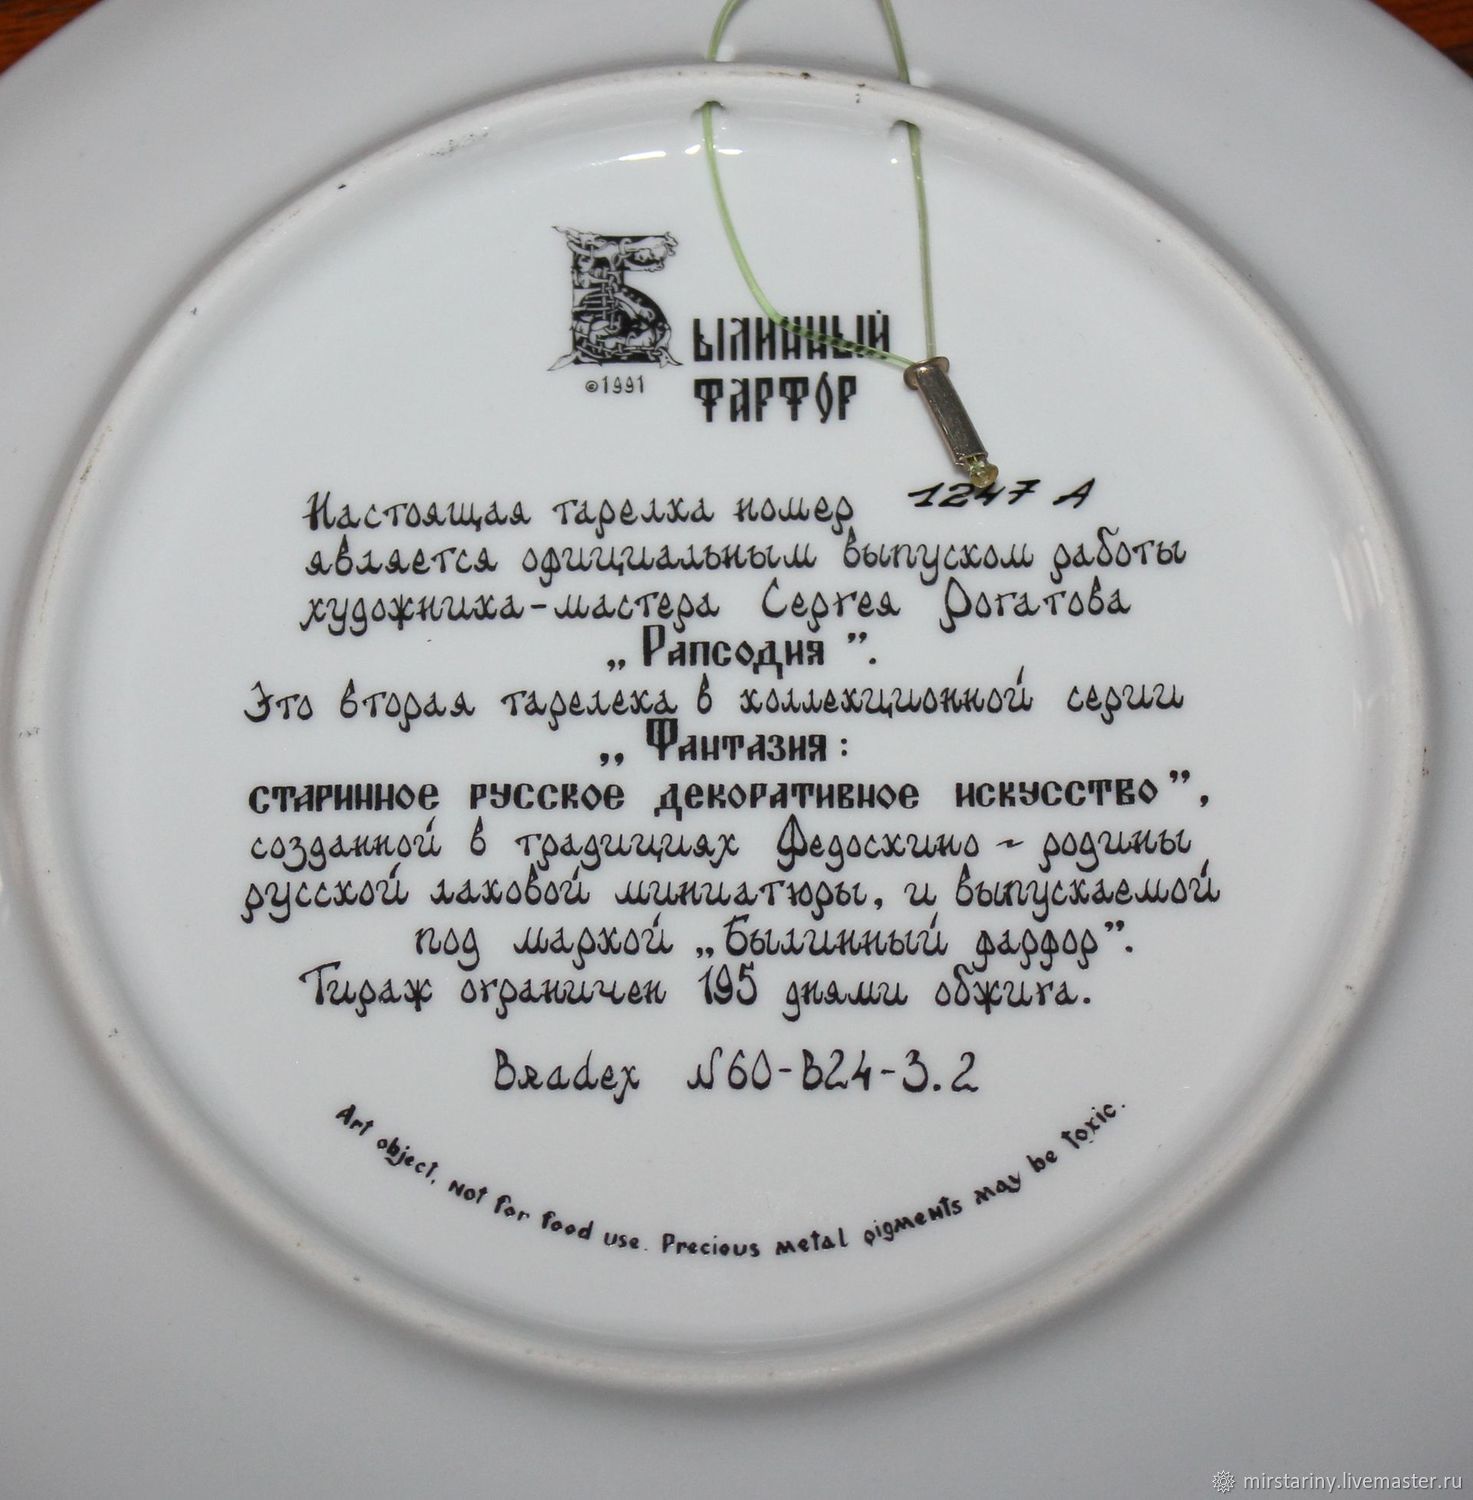 Былинный
©1991
фарфор
Настоящая тарелка номер 1247 А
является официальным выпуском работы
художника-мастера Сергея Рогатова
„Рапсодия”.
Это вторая тарелека в коллекционной серии
„Фантазия:
старинное русское декоративное искусство”,
созданной в традициях Федоскино - родины
русской лаковой миниатюры, и выпускаемой
под маркой „Былинный фарфор”.
Тираж ограничен 195 днями обжига.
Bradex N60-B24-3.2
Art object. Not for food use. Precious metal pigments may be toxic.
mirstariny.livemaster.ru